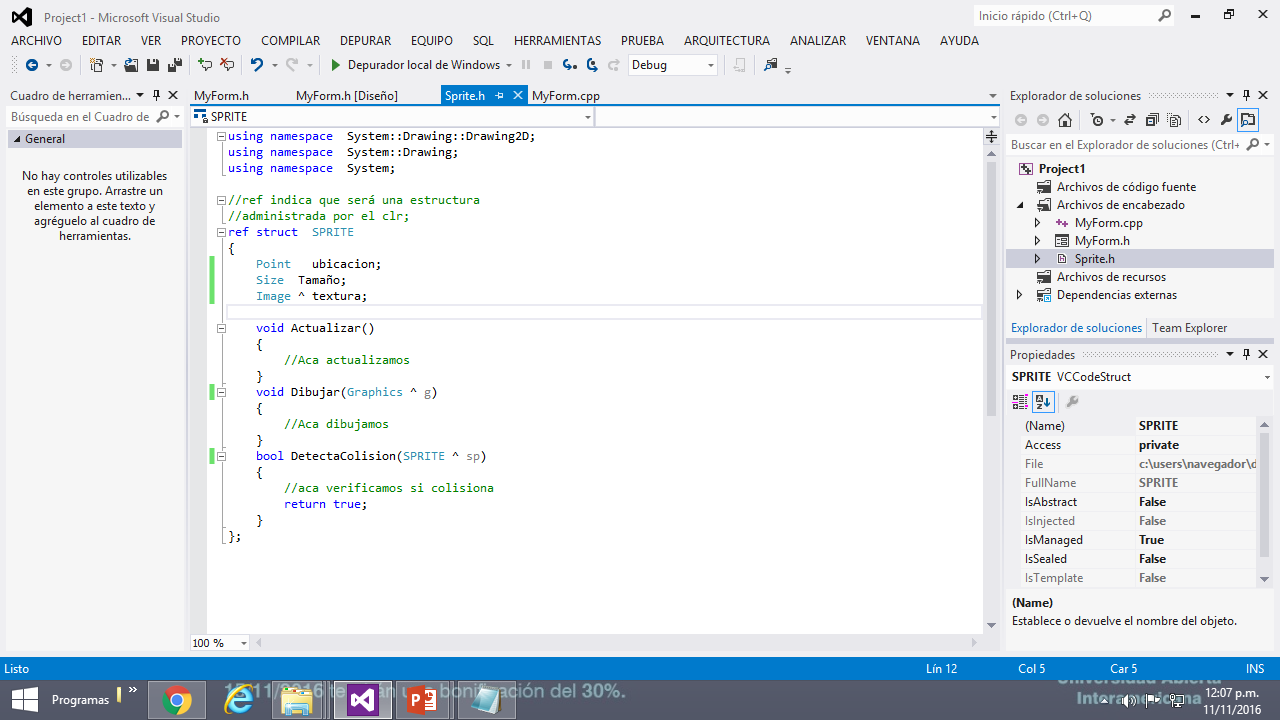 Project1 - Microsoft Visual Studio
Inicio rápido (Ctrl+Q)
ARCHIVO EDITAR VER PROYECTO COMPILAR DEPURAR EQUIPO SQL HERRAMIENTAS PRUEBA ARQUITECTURA ANALIZAR VENTANA AYUDA
Depurador local de Windows
Debug
Cuadro de herramien...
Búsqueda en el Cuadro de
General
No hay controles utilizables
en este grupo. Arrastre un
elemento a este texto y
agréguelo al cuadro de
herramientas.
MyForm.h MyForm.h [Diseño] Sprite.h MyForm.cpp
SPRITE
using namespace System::Drawing::Drawing2D;
using namespace System::Drawing;
using namespace System;
//ref indica que será una estructura
//administrada por el clr;
ref struct SPRITE
{
Point ubicacion;
Size Tamaño;
Image ^ textura;
void Actualizar()
{
//Aca actualizamos
}
void Dibujar(Graphics ^ g)
{
//Aca dibujamos
}
bool DetectaColision(SPRITE ^ sp)
{
//aca verificamos si colisiona
return true;
}
};
100 %
Explorador de soluciones
Buscar en el Explorador de soluciones (Ctrl+
Project1
Archivos de código fuente
Archivos de encabezado
MyForm.cpp
MyForm.h
Sprite.h
Archivos de recursos
Dependencias externas
Explorador de soluciones Team Explorer
Propiedades
SPRITE VCCodeStruct
(Name) SPRITE
Access private
File c:\users\navegador\d
FullName SPRITE
IsAbstract False
IsInjected False
IsManaged True
IsSealed False
IsTemplate False
(Name)
Establece o devuelve el nombre del objeto.
Listo
Lín 12 Col 5 Car 5 INS
Programas
bonificación del 30%.
12:07 p.m.
11/11/2016